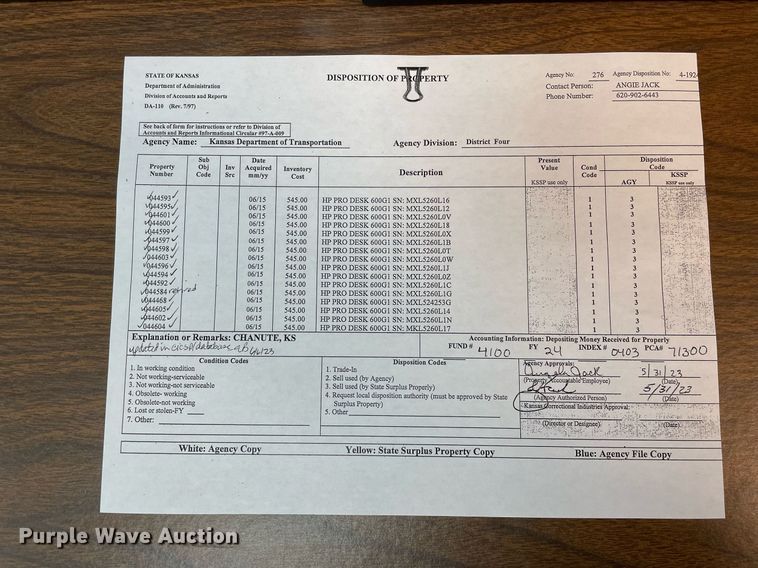 STATE OF KANSAS
Department of Administration
Division of Accounts and Reports
DA-110 (Rev. 7/97)
DISPOSITION OF PROPERTY
Agency No: 276 Agency Disposition No: 4-192
Contact Person: ANGIE JACK
Phone Number: 620-902-6443
See back of form for instructions or refer to Division of
Accounts and Reports Informational Circular #97-A-009
Agency Name: Kansas Department of Transportation Agency Division: District Four
Property Number Sub Obj Code Inv Src Date Acquired mm/yy Inventory Cost Description Present Value KSSP use only Cond Code Disposition Code AGY KSSP KSSP use only
044593 ✓ 06/15 545.00 HP PRO DESK 600G1 SN: MXL5260L16 1 3
044595 ✓ 06/15 545.00 HP PRO DESK 600G1 SN: MXL5260L12 1 3
044601 ✓ 06/15 545.00 HP PRO DESK 600G1 SN: MXL5260L0V 1 3
044600 ✓ 06/15 545.00 HP PRO DESK 600G1 SN: MXL5260L18 1 3
044599 ✓ 06/15 545.00 HP PRO DESK 600G1 SN: MXL5260L0X 1 3
044597 ✓ 06/15 545.00 HP PRO DESK 600G1 SN: MXL5260L1B 1 3
044598 ✓ 06/15 545.00 HP PRO DESK 600G1 SN: MXL5260L0T 1 3
044603 ✓ 06/15 545.00 HP PRO DESK 600G1 SN: MXL5260L0W 1 3
044596 ✓ 06/15 545.00 HP PRO DESK 600G1 SN: MXL5260L1J 1 3
044594 ✓ 06/15 545.00 HP PRO DESK 600G1 SN: MXL5260L0Z 1 3
044592 ✓ 06/15 545.00 HP PRO DESK 600G1 SN: MXL5260L1C 1 3
044584 retired 06/15 545.00 HP PRO DESK 600G1 SN: MXL5260L1G 1 3
044468 ✓ 06/15 545.00 HP PRO DESK 600G1 SN: MXL524253G 1 3
044605 ✓ 06/15 545.00 HP PRO DESK 600G1 SN: MXL5260L14 1 3
044602 ✓ 06/15 545.00 HP PRO DESK 600G1 SN: MXL5260L1N 1 3
044604 ✓ 06/15 545.00 HP PRO DESK 600G1 SN: MKL5260L17 1 3
Explanation or Remarks: CHANUTE, KS
updated in database
Accounting Information: Depositing Money Received for Property
FUND # 4100 FY 24 INDEX # 0403 PCA# 71300
Condition Codes
1. In working condition
2. Not working-serviceable
3. Not working-not serviceable
4. Obsolete- working
5. Obsolete-not working
6. Lost or stolen-FY
7. Other:
Disposition Codes
1. Trade-In
2. Sell used (by Agency)
3. Sell used (by State Surplus Property)
4. Request local disposition authority (must be approved by State
Surplus Property)
5. Other
Agency Approvals:
Angela Jack 5/31/23
(Property Accountable Employee) (Date)
5/31/23
(Agency Authorized Person) (Date)
Kansas Correctional Industries Approval:
(Director or Designee) (Date)
White: Agency Copy Yellow: State Surplus Property Copy Blue: Agency File Copy
Purple Wave Auction